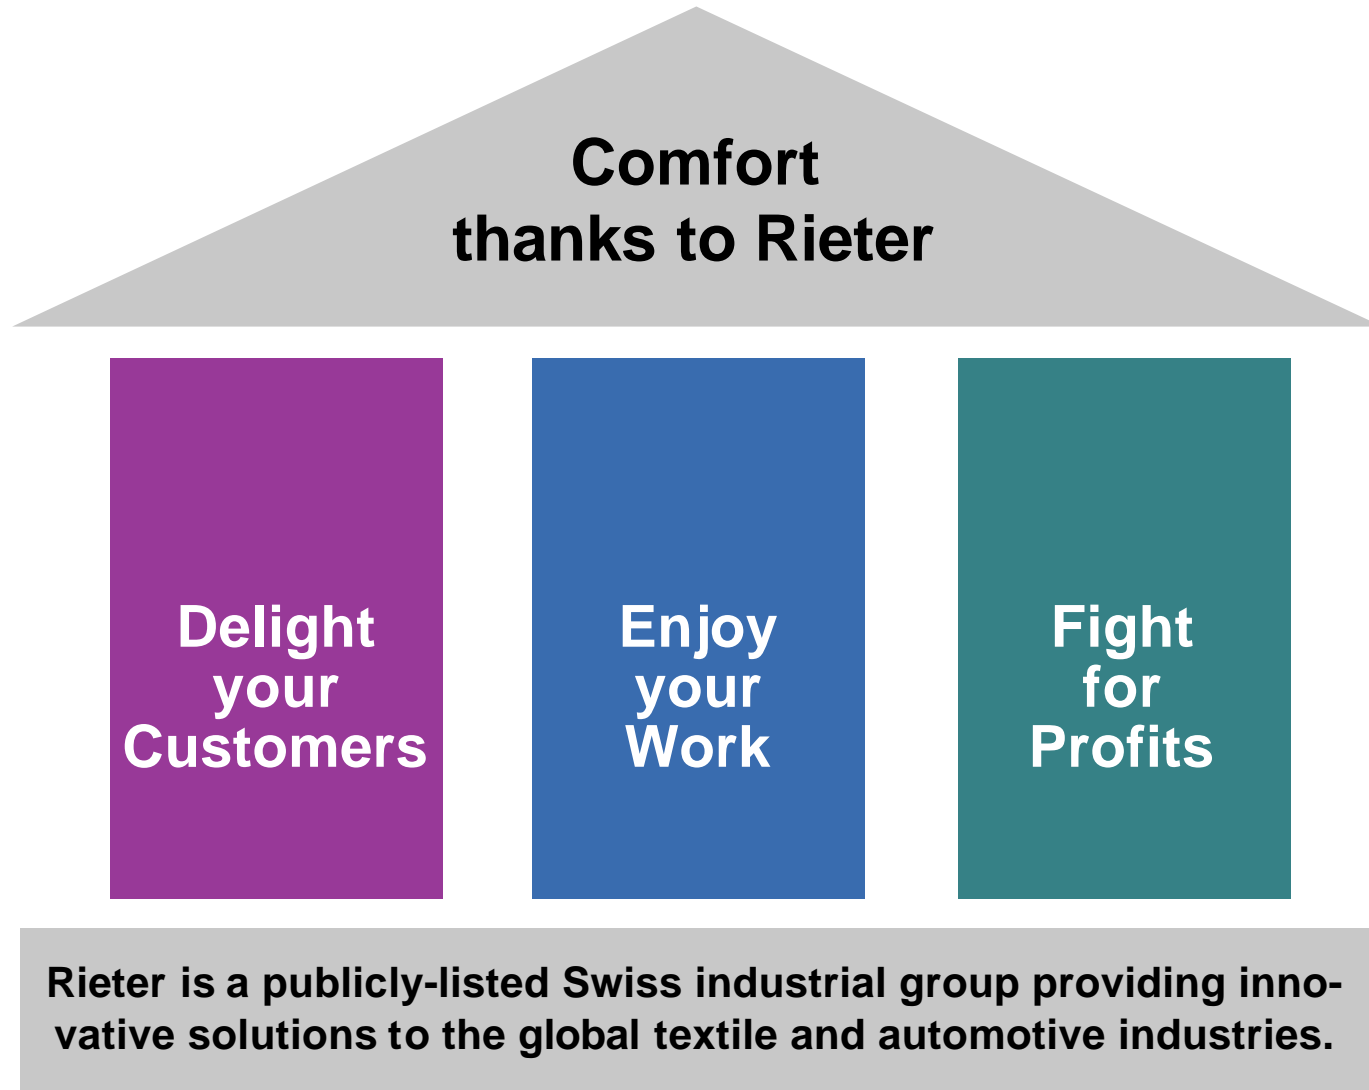 Comfort
thanks to Rieter
Delight
your
Customers
Enjoy
your
Work
Fight
for
Profits
Rieter is a publicly-listed Swiss industrial group providing inno-
vative solutions to the global textile and automotive industries.